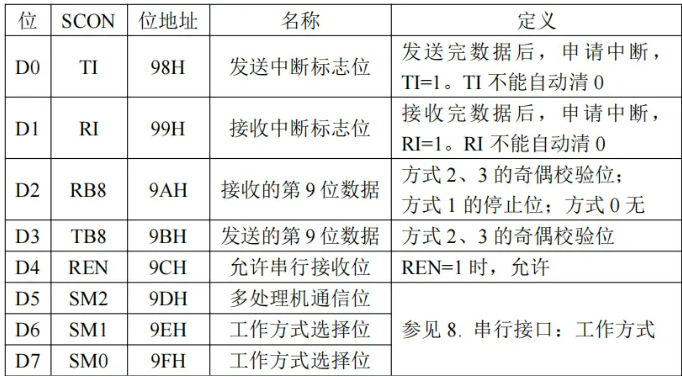 位 SCON 位地址 名称 定义
D0 TI 98H 发送中断标志位 发送完数据后，申请中断，
TI=1。TI 不能自动清 0
D1 RI 99H 接收中断标志位 接收完数据后，申请中断，
RI=1。RI 不能自动清 0
D2 RB8 9AH 接收的第 9 位数据 方式 2、3 的奇偶校验位；
方式 1 的停止位；方式 0 无
D3 TB8 9BH 发送的第 9 位数据 方式 2、3 的奇偶校验位
D4 REN 9CH 允许串行接收位 REN=1 时，允许
D5 SM2 9DH 多处理机通信位
D6 SM1 9EH 工作方式选择位 参见 8. 串行接口：工作方式
D7 SM0 9FH 工作方式选择位